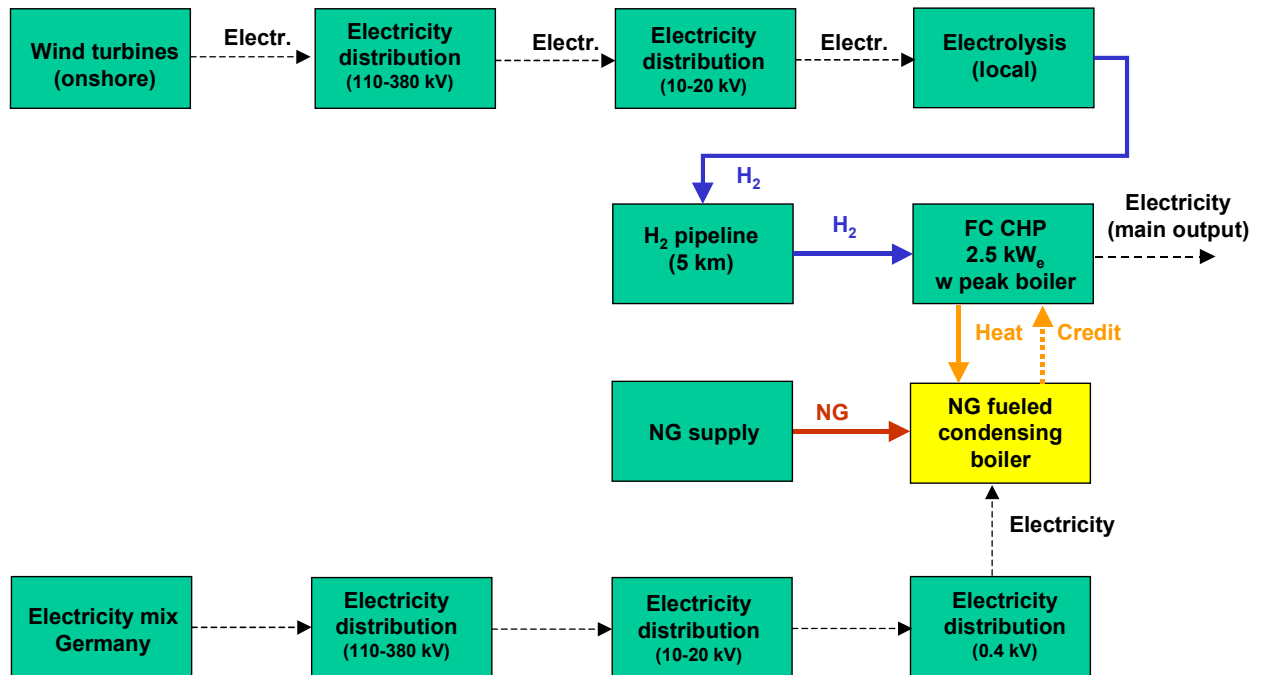 Wind turbines
(onshore)
Electr.
Electricity
distribution
(110-380 kV)
Electr.
Electricity
distribution
(10-20 kV)
Electr.
Electrolysis
(local)
H₂
H₂ pipeline
(5 km)
H₂
FC CHP
2.5 kWₑ
w peak boiler
Electricity
(main output)
Heat
Credit
NG supply
NG
NG fueled
condensing
boiler
Electricity
Electricity mix
Germany
Electricity
distribution
(110-380 kV)
Electricity
distribution
(10-20 kV)
Electricity
distribution
(0.4 kV)